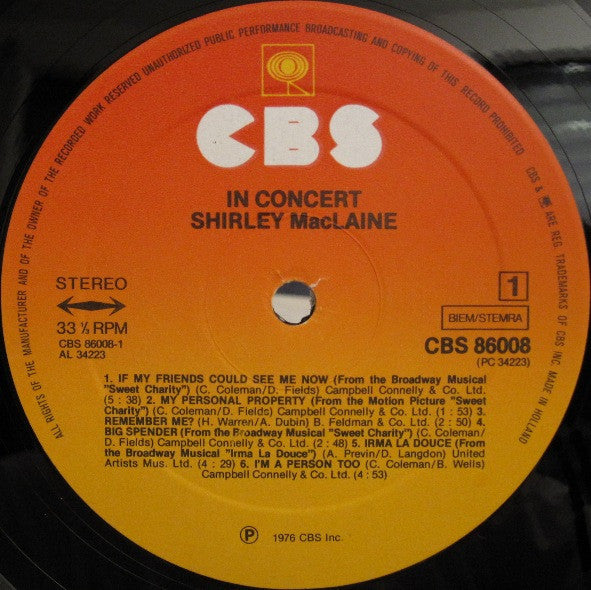 ALL RIGHTS OF THE MANUFACTURER AND OF THE OWNER OF THE RECORDED WORK RESERVED UNAUTHORIZED PUBLIC PERFORMANCE BROADCASTING AND COPYING OF THIS RECORD PROHIBITED
CBS & ARE REG. TRADEMARKS OF CBS INC MADE IN HOLLAND
CBS
IN CONCERT
SHIRLEY MacLAINE
STEREO
33 ⅓ RPM
CBS 86008-1
AL 34223
1
BIEM/STEMRA
CBS 86008
(PC 34223)
1. IF MY FRIENDS COULD SEE ME NOW (From the Broadway Musical
"Sweet Charity") (C. Coleman/D. Fields) Campbell Connelly & Co. Ltd.
(5 : 38) 2. MY PERSONAL PROPERTY (From the Motion Picture "Sweet
Charity") (C. Coleman/D. Fields) Campbell Connelly & Co. Ltd. (1 : 53) 3.
REMEMBER ME? (H. Warren/A. Dubin) B. Feldman & Co. Ltd. (2 : 50) 4.
BIG SPENDER (From the Broadway Musical "Sweet Charity") (C. Coleman/
D. Fields) Campbell Connelly & Co. Ltd. (2 : 48) 5. IRMA LA DOUCE (From
the Broadway Musical "Irma La Douce") (A. Previn/D. Langdon) United
Artists Mus. Ltd. (4 : 29) 6. I'M A PERSON TOO (C. Coleman/B. Wells)
Campbell Connelly & Co. Ltd. (4 : 53)
℗ 1976 CBS Inc.